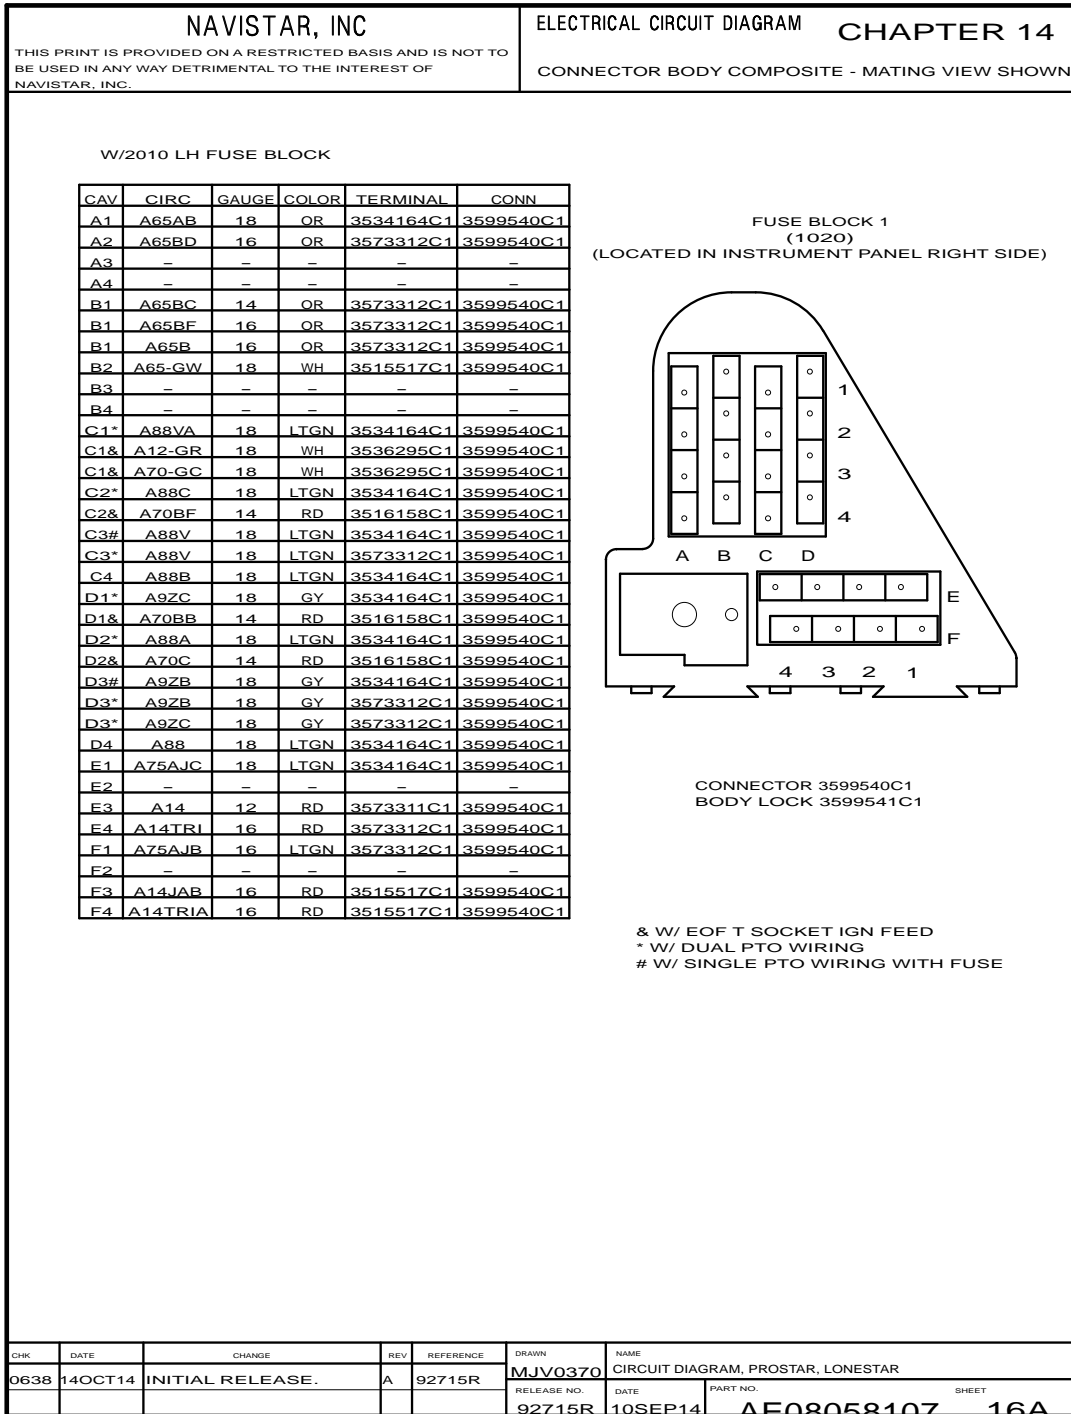 NAVISTAR, INC
THIS PRINT IS PROVIDED ON A RESTRICTED BASIS AND IS NOT TO
BE USED IN ANY WAY DETRIMENTAL TO THE INTEREST OF
NAVISTAR, INC.
ELECTRICAL CIRCUIT DIAGRAM CHAPTER 14
CONNECTOR BODY COMPOSITE - MATING VIEW SHOWN
W/2010 LH FUSE BLOCK
CAV CIRC GAUGE COLOR TERMINAL CONN
A1 A65AB 18 OR 3534164C1 3599540C1
A2 A65BD 16 OR 3573312C1 3599540C1
A3 – – – – –
A4 – – – – –
B1 A65BC 14 OR 3573312C1 3599540C1
B1 A65BF 16 OR 3573312C1 3599540C1
B1 A65B 16 OR 3573312C1 3599540C1
B2 A65-GW 18 WH 3515517C1 3599540C1
B3 – – – – –
B4 – – – – –
C1* A88VA 18 LTGN 3534164C1 3599540C1
C1& A12-GR 18 WH 3536295C1 3599540C1
C1& A70-GC 18 WH 3536295C1 3599540C1
C2* A88C 18 LTGN 3534164C1 3599540C1
C2& A70BF 14 RD 3516158C1 3599540C1
C3# A88V 18 LTGN 3534164C1 3599540C1
C3* A88V 18 LTGN 3573312C1 3599540C1
C4 A88B 18 LTGN 3534164C1 3599540C1
D1* A9ZC 18 GY 3534164C1 3599540C1
D1& A70BB 14 RD 3516158C1 3599540C1
D2* A88A 18 LTGN 3534164C1 3599540C1
D2& A70C 14 RD 3516158C1 3599540C1
D3# A9ZB 18 GY 3534164C1 3599540C1
D3* A9ZB 18 GY 3573312C1 3599540C1
D3* A9ZC 18 GY 3573312C1 3599540C1
D4 A88 18 LTGN 3534164C1 3599540C1
E1 A75AJC 18 LTGN 3534164C1 3599540C1
E2 – – – – –
E3 A14 12 RD 3573311C1 3599540C1
E4 A14TRI 16 RD 3573312C1 3599540C1
F1 A75AJB 16 LTGN 3573312C1 3599540C1
F2 – – – – –
F3 A14JAB 16 RD 3515517C1 3599540C1
F4 A14TRIA 16 RD 3515517C1 3599540C1
FUSE BLOCK 1
(1020)
(LOCATED IN INSTRUMENT PANEL RIGHT SIDE)
1
2
3
4
A B C D
E
F
4 3 2 1
CONNECTOR 3599540C1
BODY LOCK 3599541C1
& W/ EOF T SOCKET IGN FEED
* W/ DUAL PTO WIRING
# W/ SINGLE PTO WIRING WITH FUSE
CHK DATE CHANGE REV REFERENCE
0638 14OCT14 INITIAL RELEASE. A 92715R
DRAWN
MJV0370
NAME
CIRCUIT DIAGRAM, PROSTAR, LONESTAR
RELEASE NO. DATE PART NO. SHEET
92715R 10SEP14 AE08058107 16A